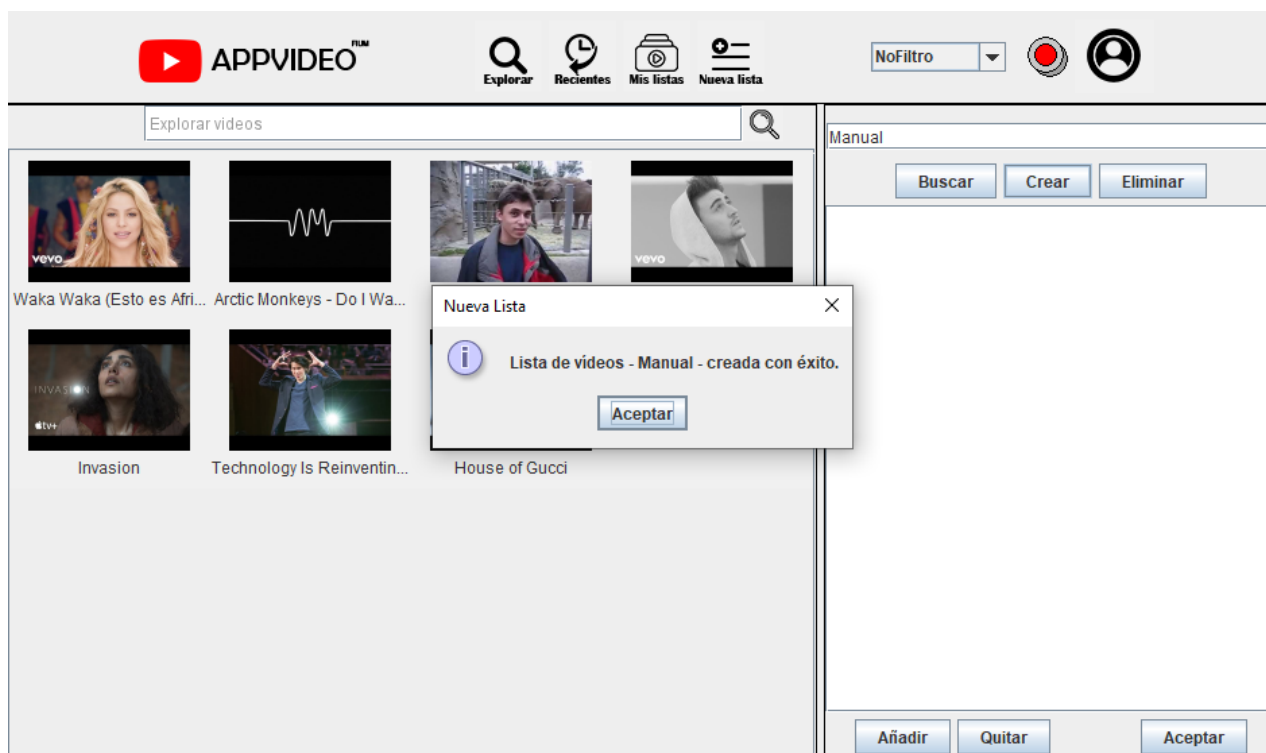 APPVIDEO
Explorar
Recientes
Mis listas
Nueva lista
NoFiltro
Explorar videos
Manual
Buscar
Crear
Eliminar
vevo
vevo
Waka Waka (Esto es Afri...
Arctic Monkeys - Do I Wa...
Nueva Lista
Lista de vídeos - Manual - creada con éxito.
Aceptar
INVASION
tv+
Invasion
Technology Is Reinventin...
House of Gucci
Añadir
Quitar
Aceptar